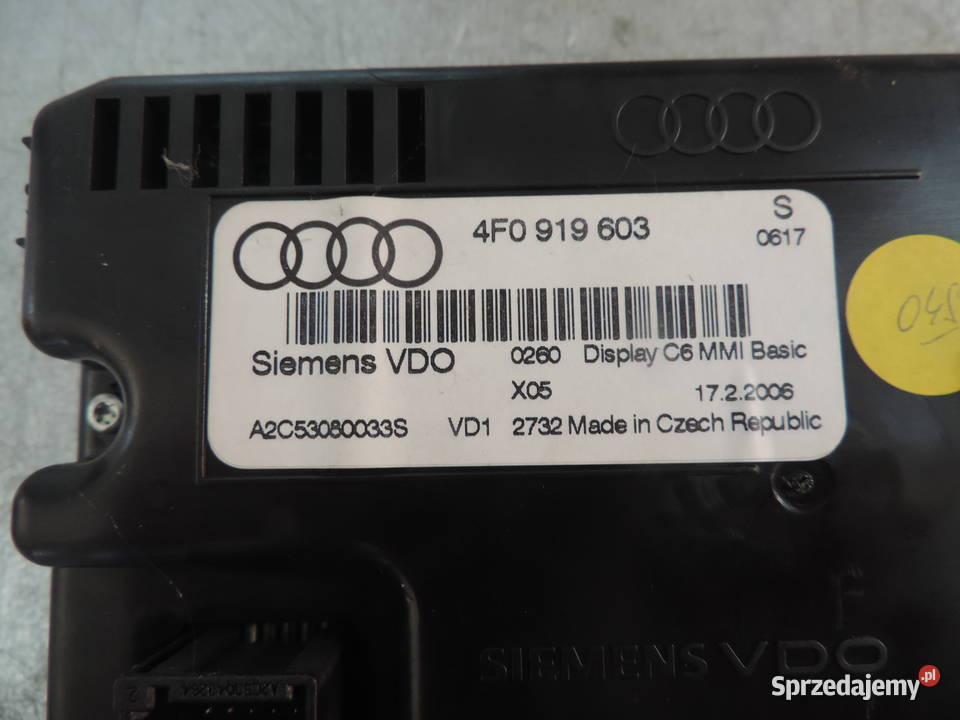 4F0 919 603
S
0617
Siemens VDO 0260 Display C6 MMI Basic
X05 17.2.2006
A2C53080033S VD1 2732 Made in Czech Republic
SIEMENS VDO
2
Sprzedajemy.pl